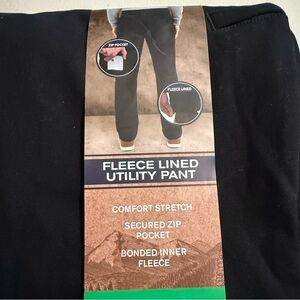 ZIP POCKET
FLEECE LINED
FLEECE LINED
UTILITY PANT
COMFORT STRETCH
SECURED ZIP
POCKET
BONDED INNER
FLEECE